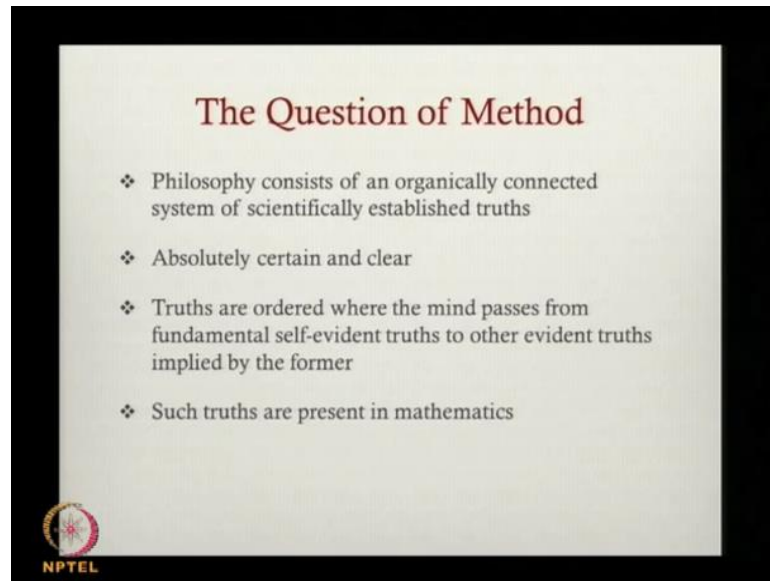 The Question of Method
❖ Philosophy consists of an organically connected
system of scientifically established truths
❖ Absolutely certain and clear
❖ Truths are ordered where the mind passes from
fundamental self-evident truths to other evident truths
implied by the former
❖ Such truths are present in mathematics
NPTEL